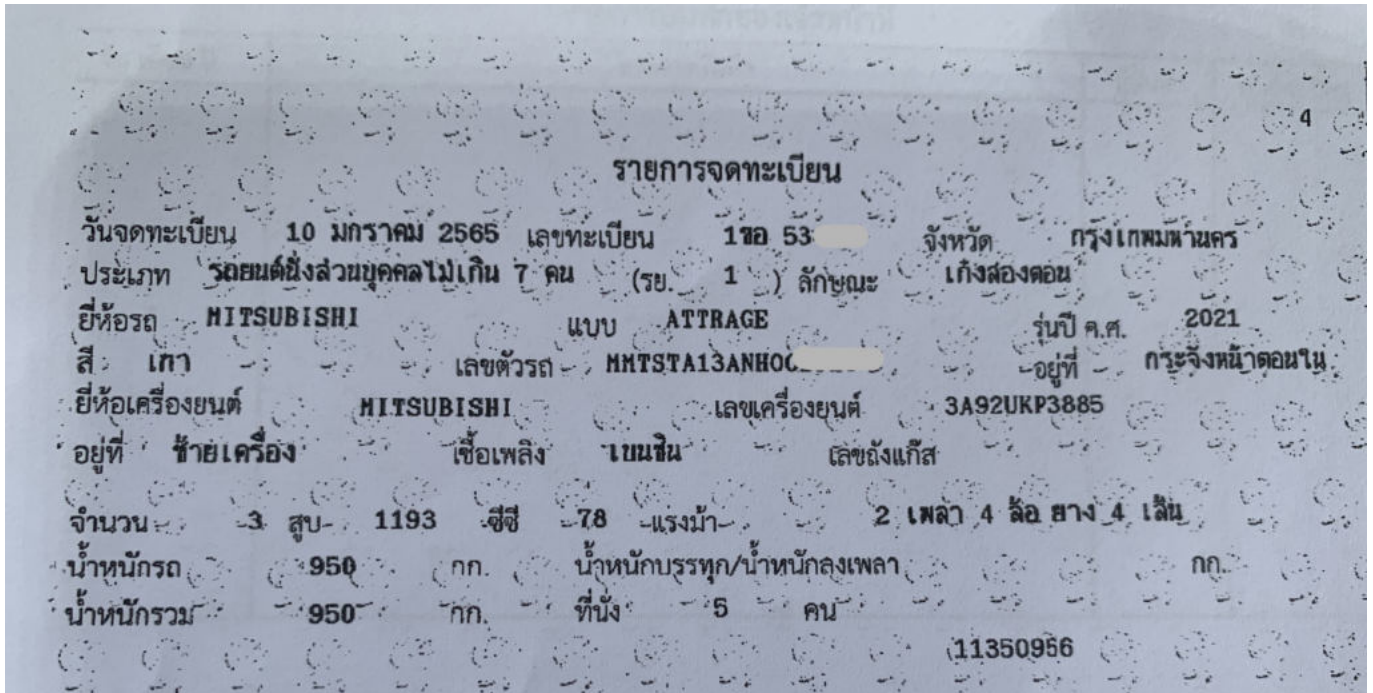 4
รายการจดทะเบียน
วันจดทะเบียน 10 มกราคม 2565 เลขทะเบียน 1ขอ 53 จังหวัด กรุงเทพมหานคร
ประเภท รถยนต์นั่งส่วนบุคคลไม่เกิน 7 คน (รย. 1 ) ลักษณะ เก๋งสองตอน
ยี่ห้อรถ MITSUBISHI แบบ ATTRAGE รุ่นปี ค.ศ. 2021
สี เทา เลขตัวรถ MMTSTA13ANH00 อยู่ที่ กระจังหน้าตอนใน
ยี่ห้อเครื่องยนต์ MITSUBISHI เลขเครื่องยนต์ 3A92UKP3885
อยู่ที่ ซ้ายเครื่อง เชื้อเพลิง เบนซิน เลขถังแก๊ส
จำนวน 3 สูบ 1193 ซีซี 78 แรงม้า 2 เพลา 4 ล้อ ยาง 4 เส้น
น้ำหนักรถ 950 กก. น้ำหนักบรรทุก/น้ำหนักลงเพลา กก.
น้ำหนักรวม 950 กก. ที่นั่ง 5 คน
11350956